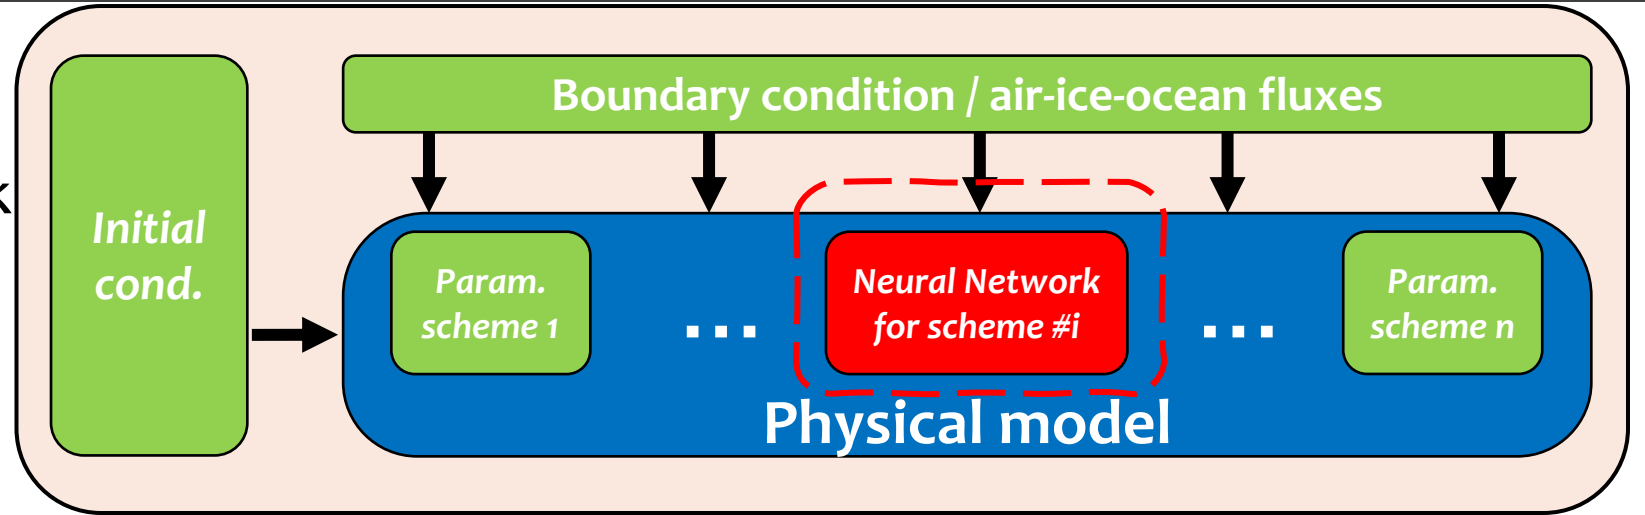 Boundary condition / air-ice-ocean fluxes
Initial
cond.
Param.
scheme 1
...
Neural Network
for scheme #i
...
Param.
scheme n
Physical model